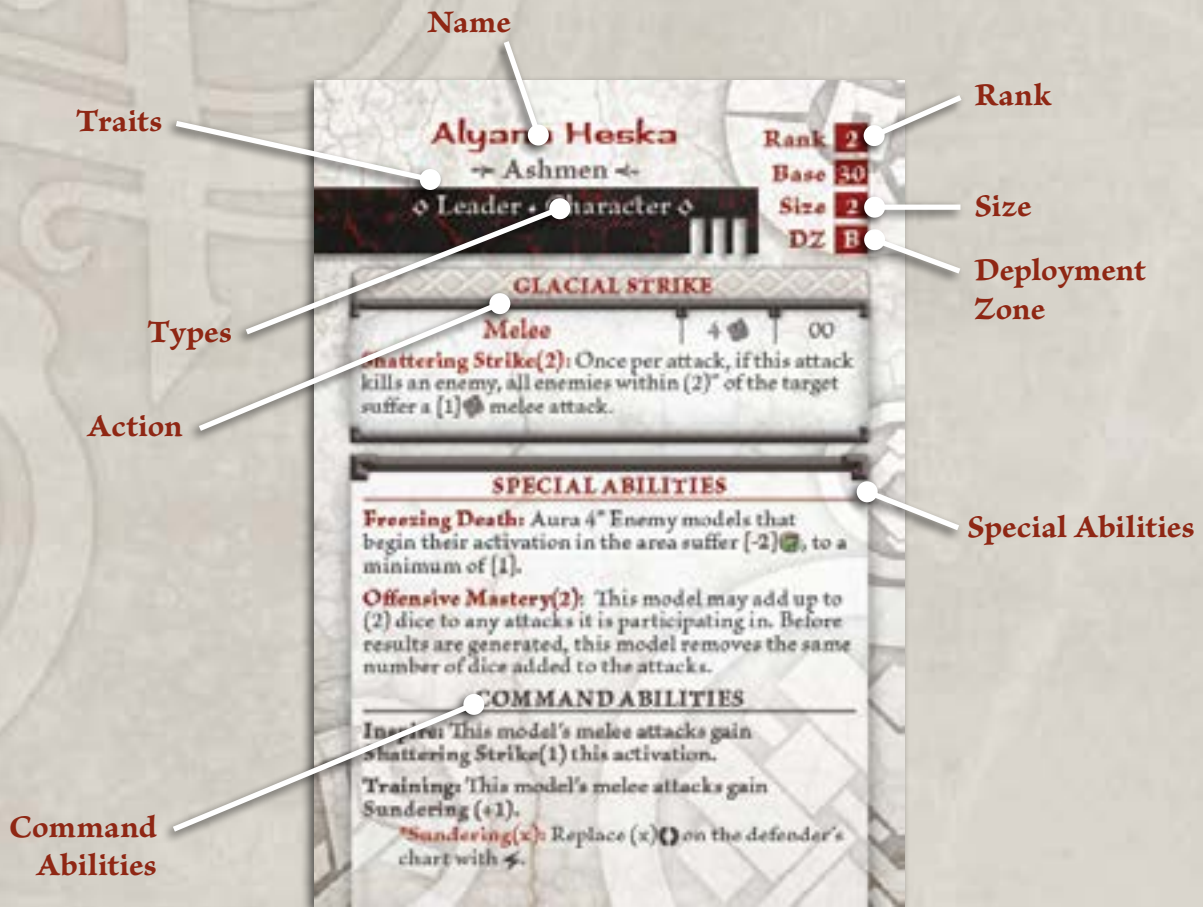 Name
Traits
Rank
Alyana Heska
Rank 2
Ashmen
Base 30
Leader • Character
Size 2
Size
DZ B
Deployment
Zone
GLACIAL STRIKE
Types
Melee 4 00
Shattering Strike(2): Once per attack, if this attack
kills an enemy, all enemies within (2)" of the target
suffer a [1] melee attack.
Action
SPECIAL ABILITIES
Special Abilities
Freezing Death: Aura 4" Enemy models that
begin their activation in the area suffer [-2], to a
minimum of [1].
Offensive Mastery(2): This model may add up to
(2) dice to any attacks it is participating in. Before
results are generated, this model removes the same
number of dice added to the attacks.
COMMAND ABILITIES
Inspire: This model's melee attacks gain
Shattering Strike(1) this activation.
Training: This model's melee attacks gain
Sundering (+1).
*Sundering(x): Replace (x) on the defender's
chart with .
Command
Abilities